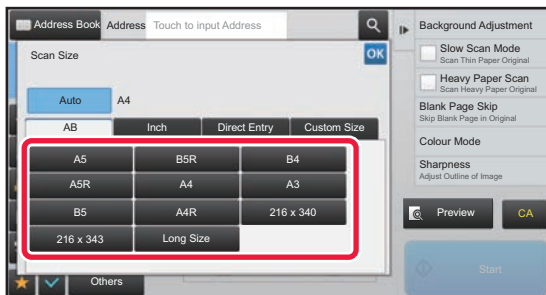 Address Book Address Touch to input Address
Scan Size
OK
Auto A4
AB Inch Direct Entry Custom Size
A5 B5R B4
A5R A4 A3
B5 A4R 216 x 340
216 x 343 Long Size
Others
Background Adjustment
Slow Scan Mode
Scan Thin Paper Original
Heavy Paper Scan
Scan Heavy Paper Original
Blank Page Skip
Skip Blank Page in Original
Colour Mode
Sharpness
Adjust Outline of Image
Preview CA
Start